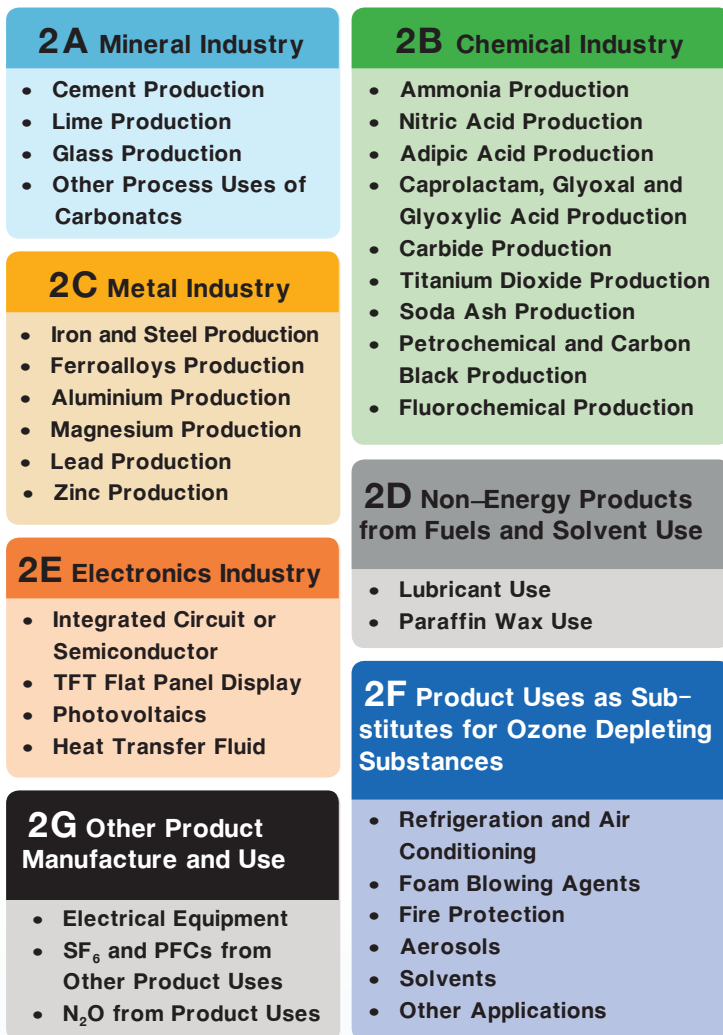 2A Mineral Industry
• Cement Production
• Lime Production
• Glass Production
• Other Process Uses of
Carbonatcs
2B Chemical Industry
• Ammonia Production
• Nitric Acid Production
• Adipic Acid Production
• Caprolactam, Glyoxal and
Glyoxylic Acid Production
• Carbide Production
• Titanium Dioxide Production
• Soda Ash Production
• Petrochemical and Carbon
Black Production
• Fluorochemical Production
2C Metal Industry
• Iron and Steel Production
• Ferroalloys Production
• Aluminium Production
• Magnesium Production
• Lead Production
• Zinc Production
2D Non–Energy Products
from Fuels and Solvent Use
• Lubricant Use
• Paraffin Wax Use
2E Electronics Industry
• Integrated Circuit or
Semiconductor
• TFT Flat Panel Display
• Photovoltaics
• Heat Transfer Fluid
2F Product Uses as Sub–
stitutes for Ozone Depleting
Substances
• Refrigeration and Air
Conditioning
• Foam Blowing Agents
• Fire Protection
• Aerosols
• Solvents
• Other Applications
2G Other Product
Manufacture and Use
• Electrical Equipment
• SF₆ and PFCs from
Other Product Uses
• N₂O from Product Uses